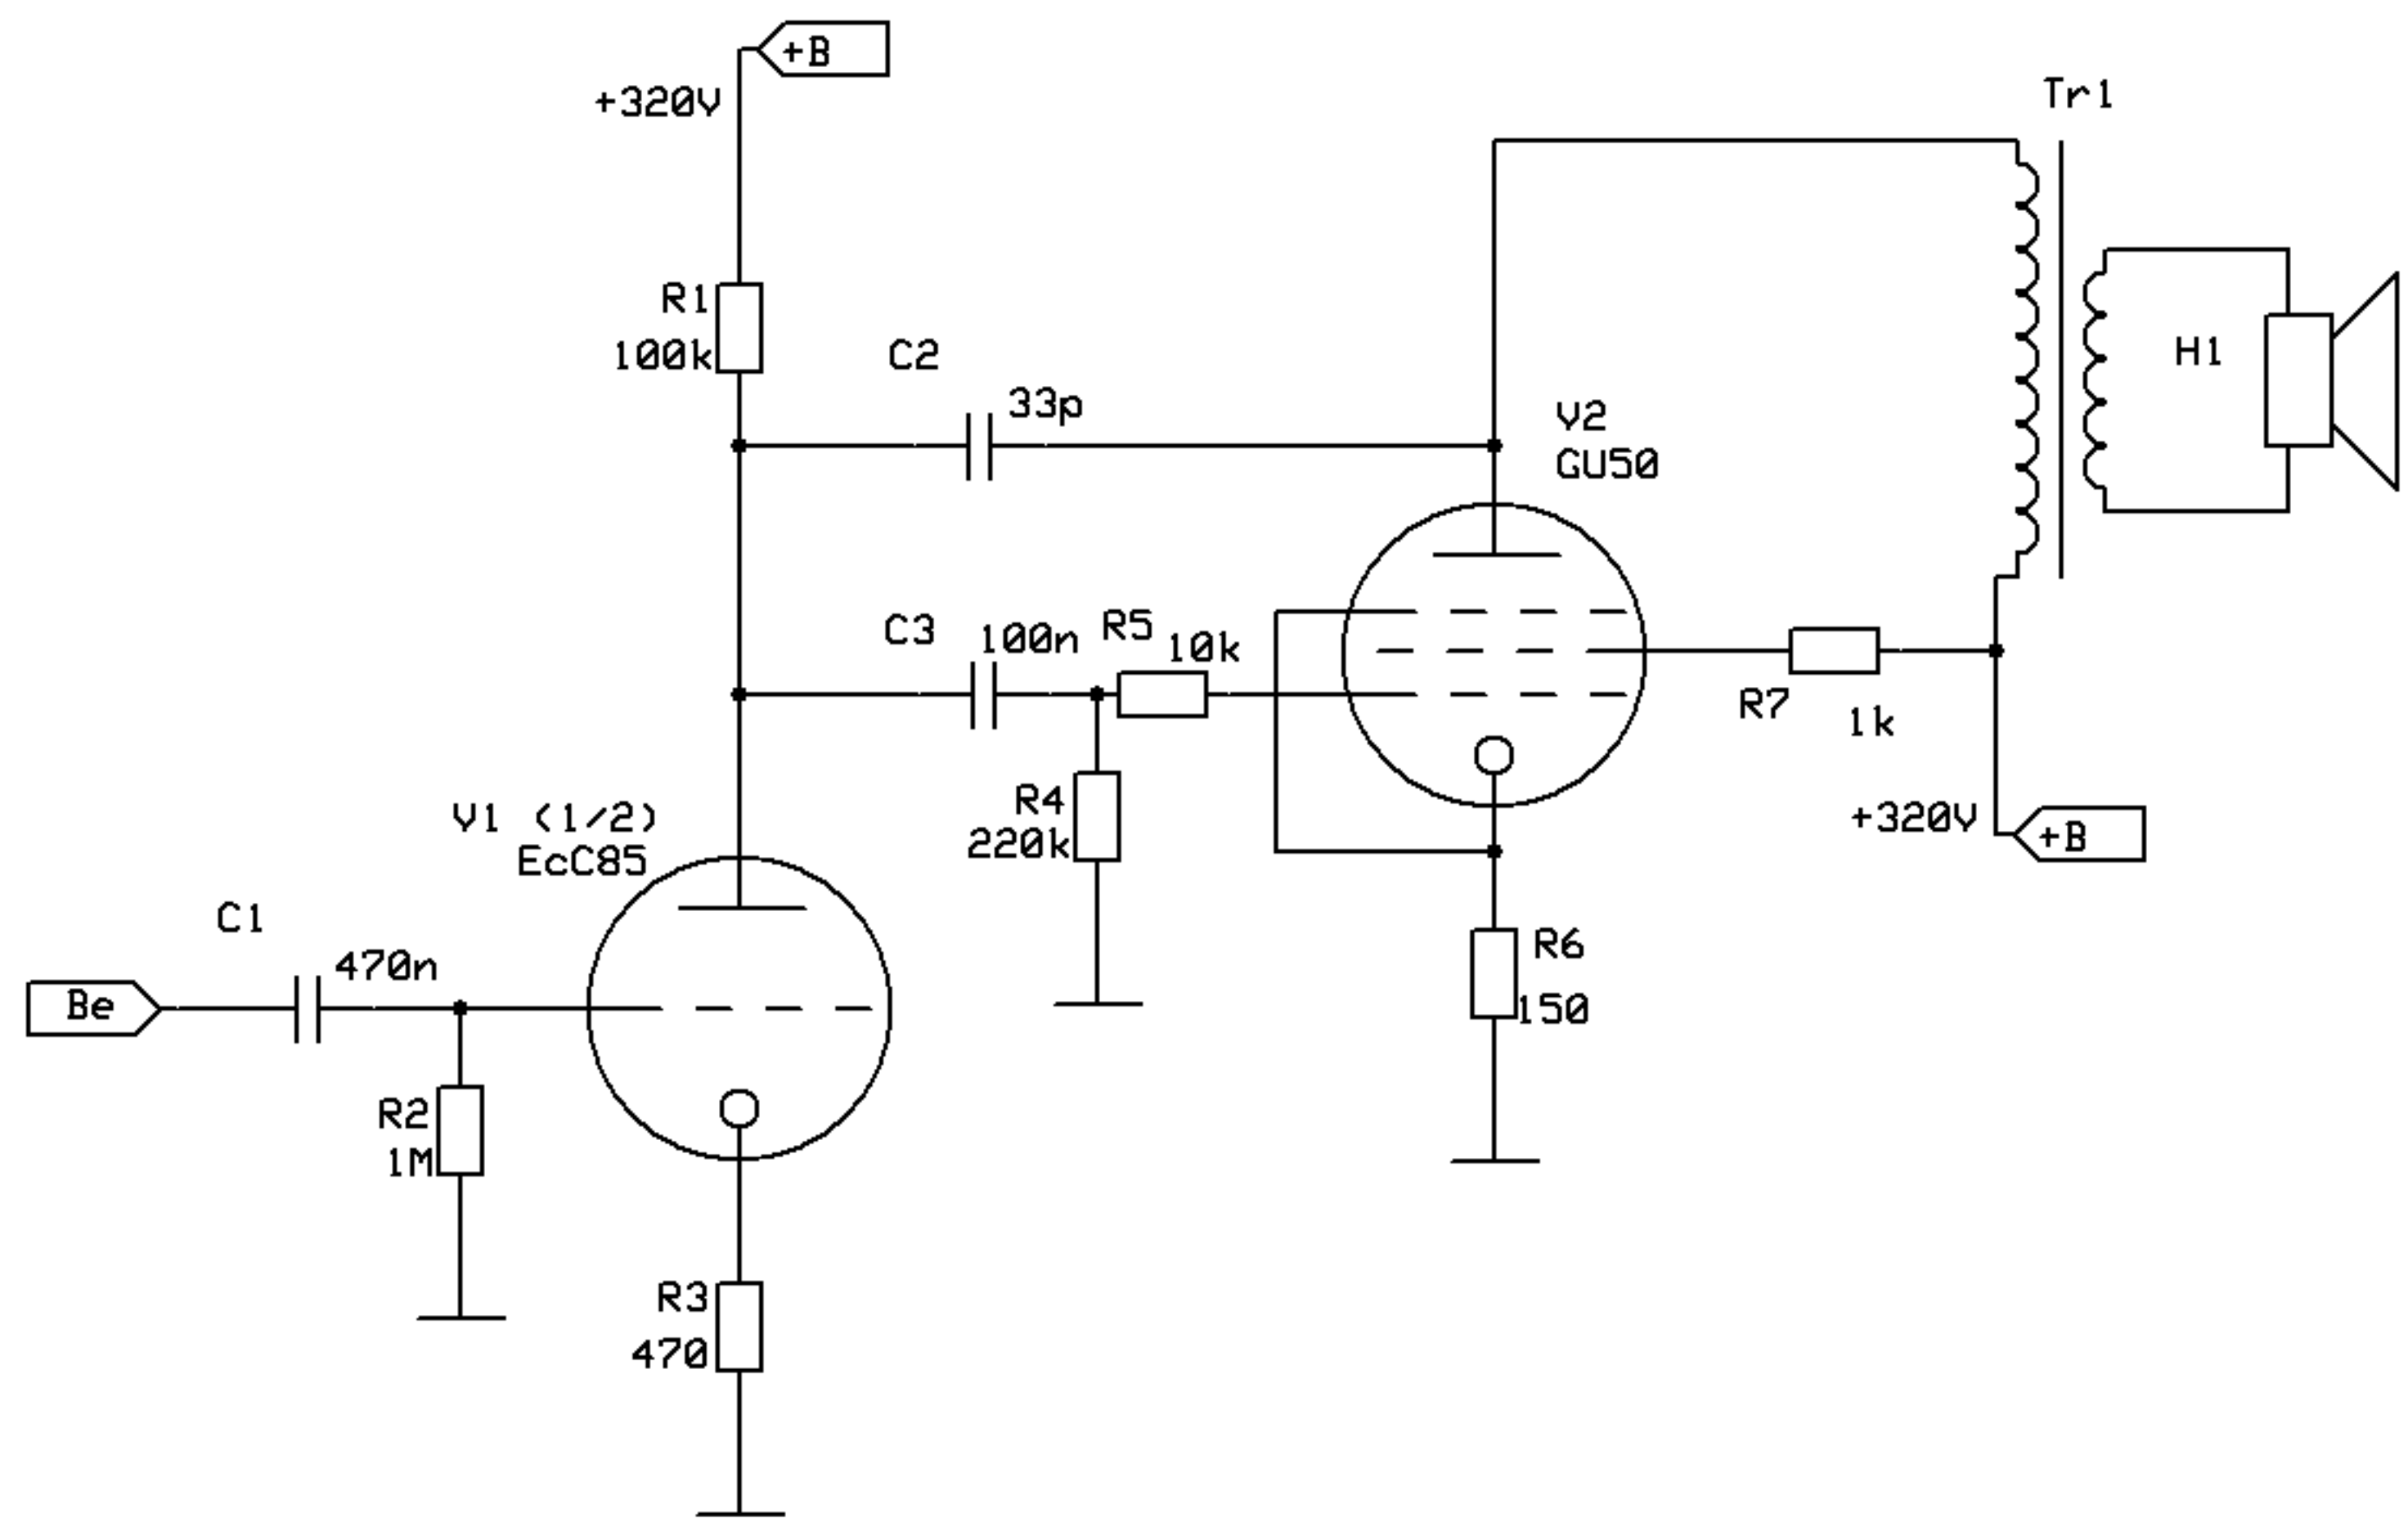 +B
+320V
Tr1
R1
100k
C2
33p
H1
V2
GU50
C3
100n
R5
10k
R7
1k
V1 (1/2)
EcC85
R4
220k
+320V
+B
C1
470n
Be
R6
150
R2
1M
R3
470